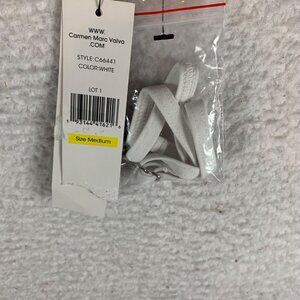 WWW.
Carmen Marc Valvo
.COM
STYLE:C66441
COLOR:WHITE
LOT 1
Size Medium